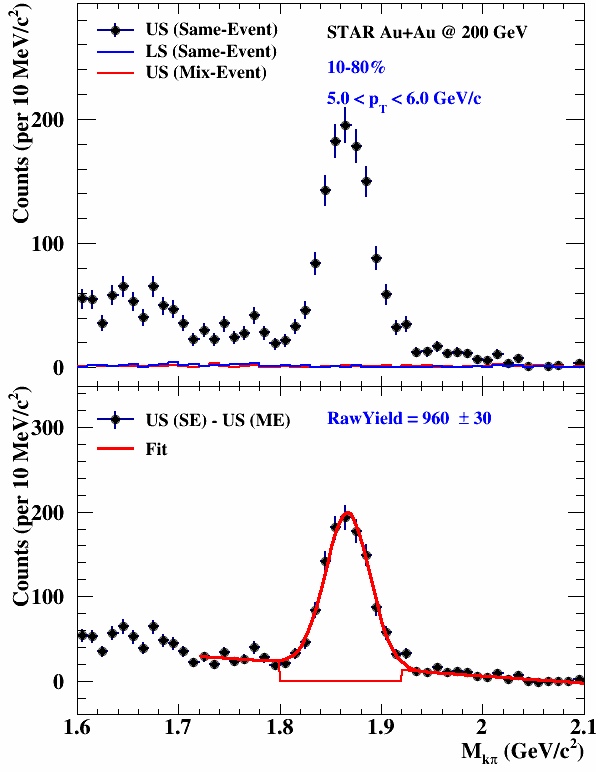 US (Same-Event)
LS (Same-Event)
US (Mix-Event)
STAR Au+Au @ 200 GeV
10-80%
5.0 < p_T < 6.0 GeV/c
Counts (per 10 MeV/c²)
200
100
0
US (SE) - US (ME)
Fit
RawYield = 960 ± 30
Counts (per 10 MeV/c²)
300
200
100
0
1.6 1.7 1.8 1.9 2 2.1
M_kπ (GeV/c²)